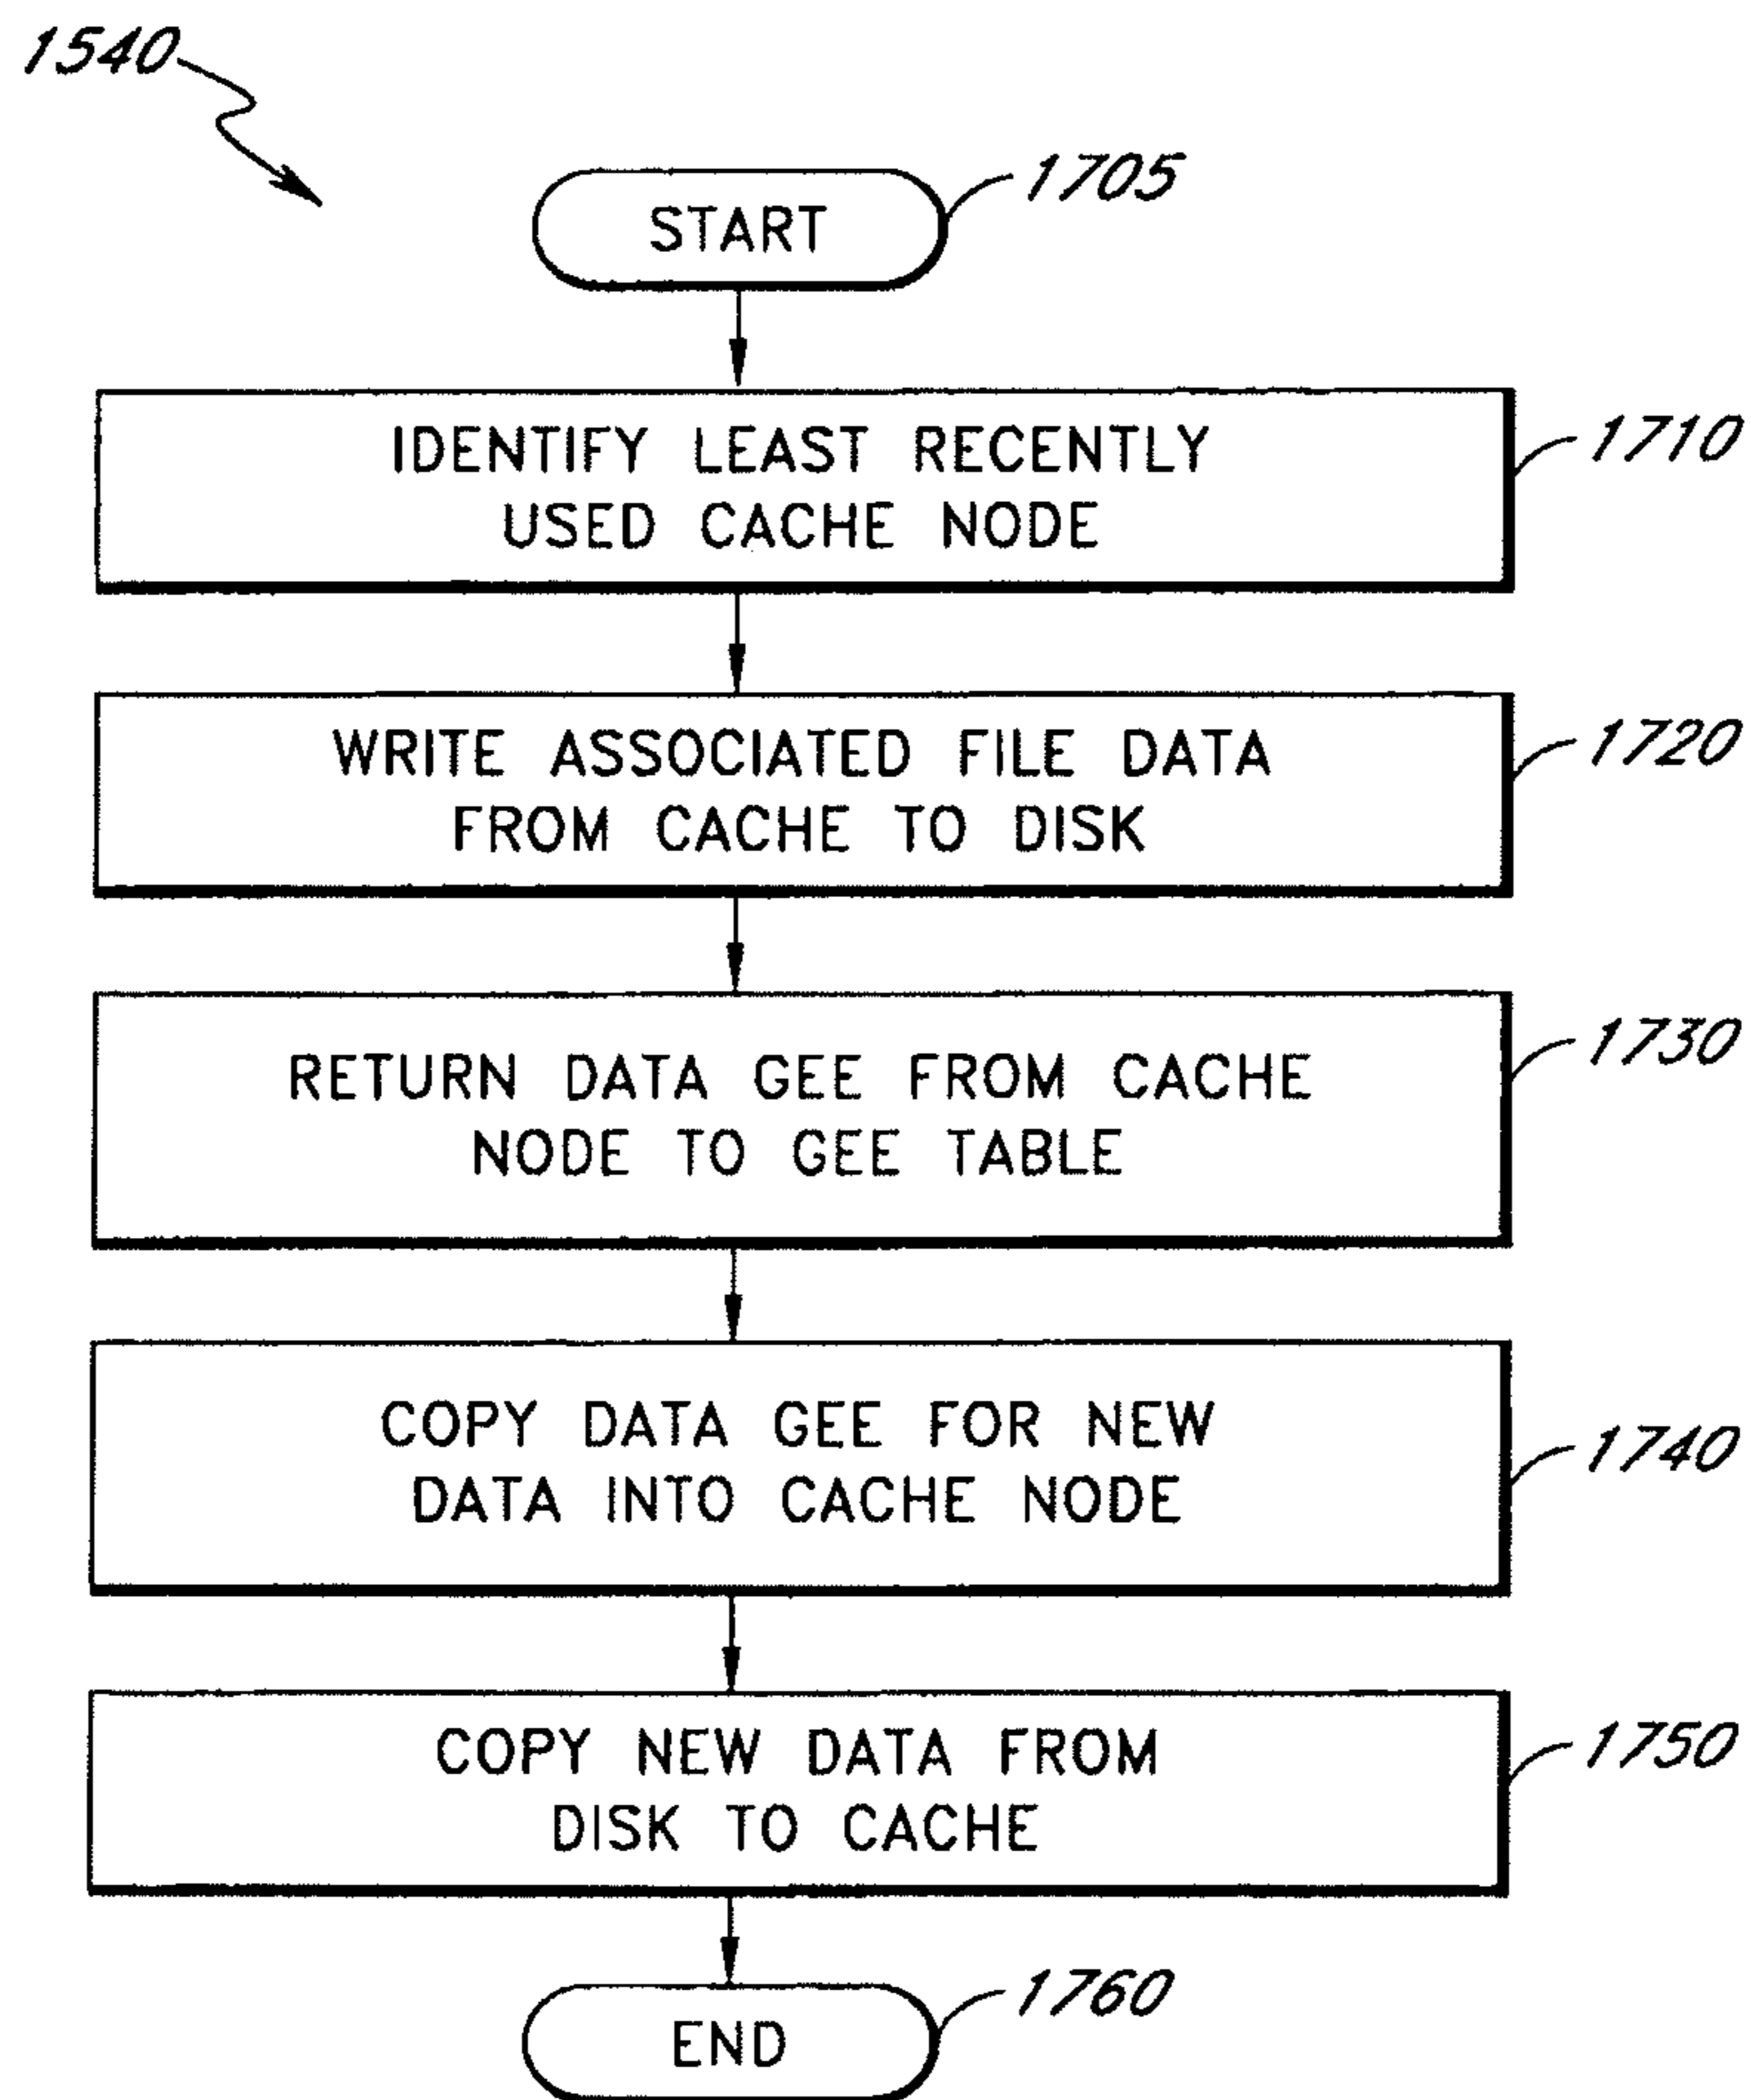 1540
START
1705
IDENTIFY LEAST RECENTLY
USED CACHE NODE
1710
WRITE ASSOCIATED FILE DATA
FROM CACHE TO DISK
1720
RETURN DATA GEE FROM CACHE
NODE TO GEE TABLE
1730
COPY DATA GEE FOR NEW
DATA INTO CACHE NODE
1740
COPY NEW DATA FROM
DISK TO CACHE
1750
END
1760